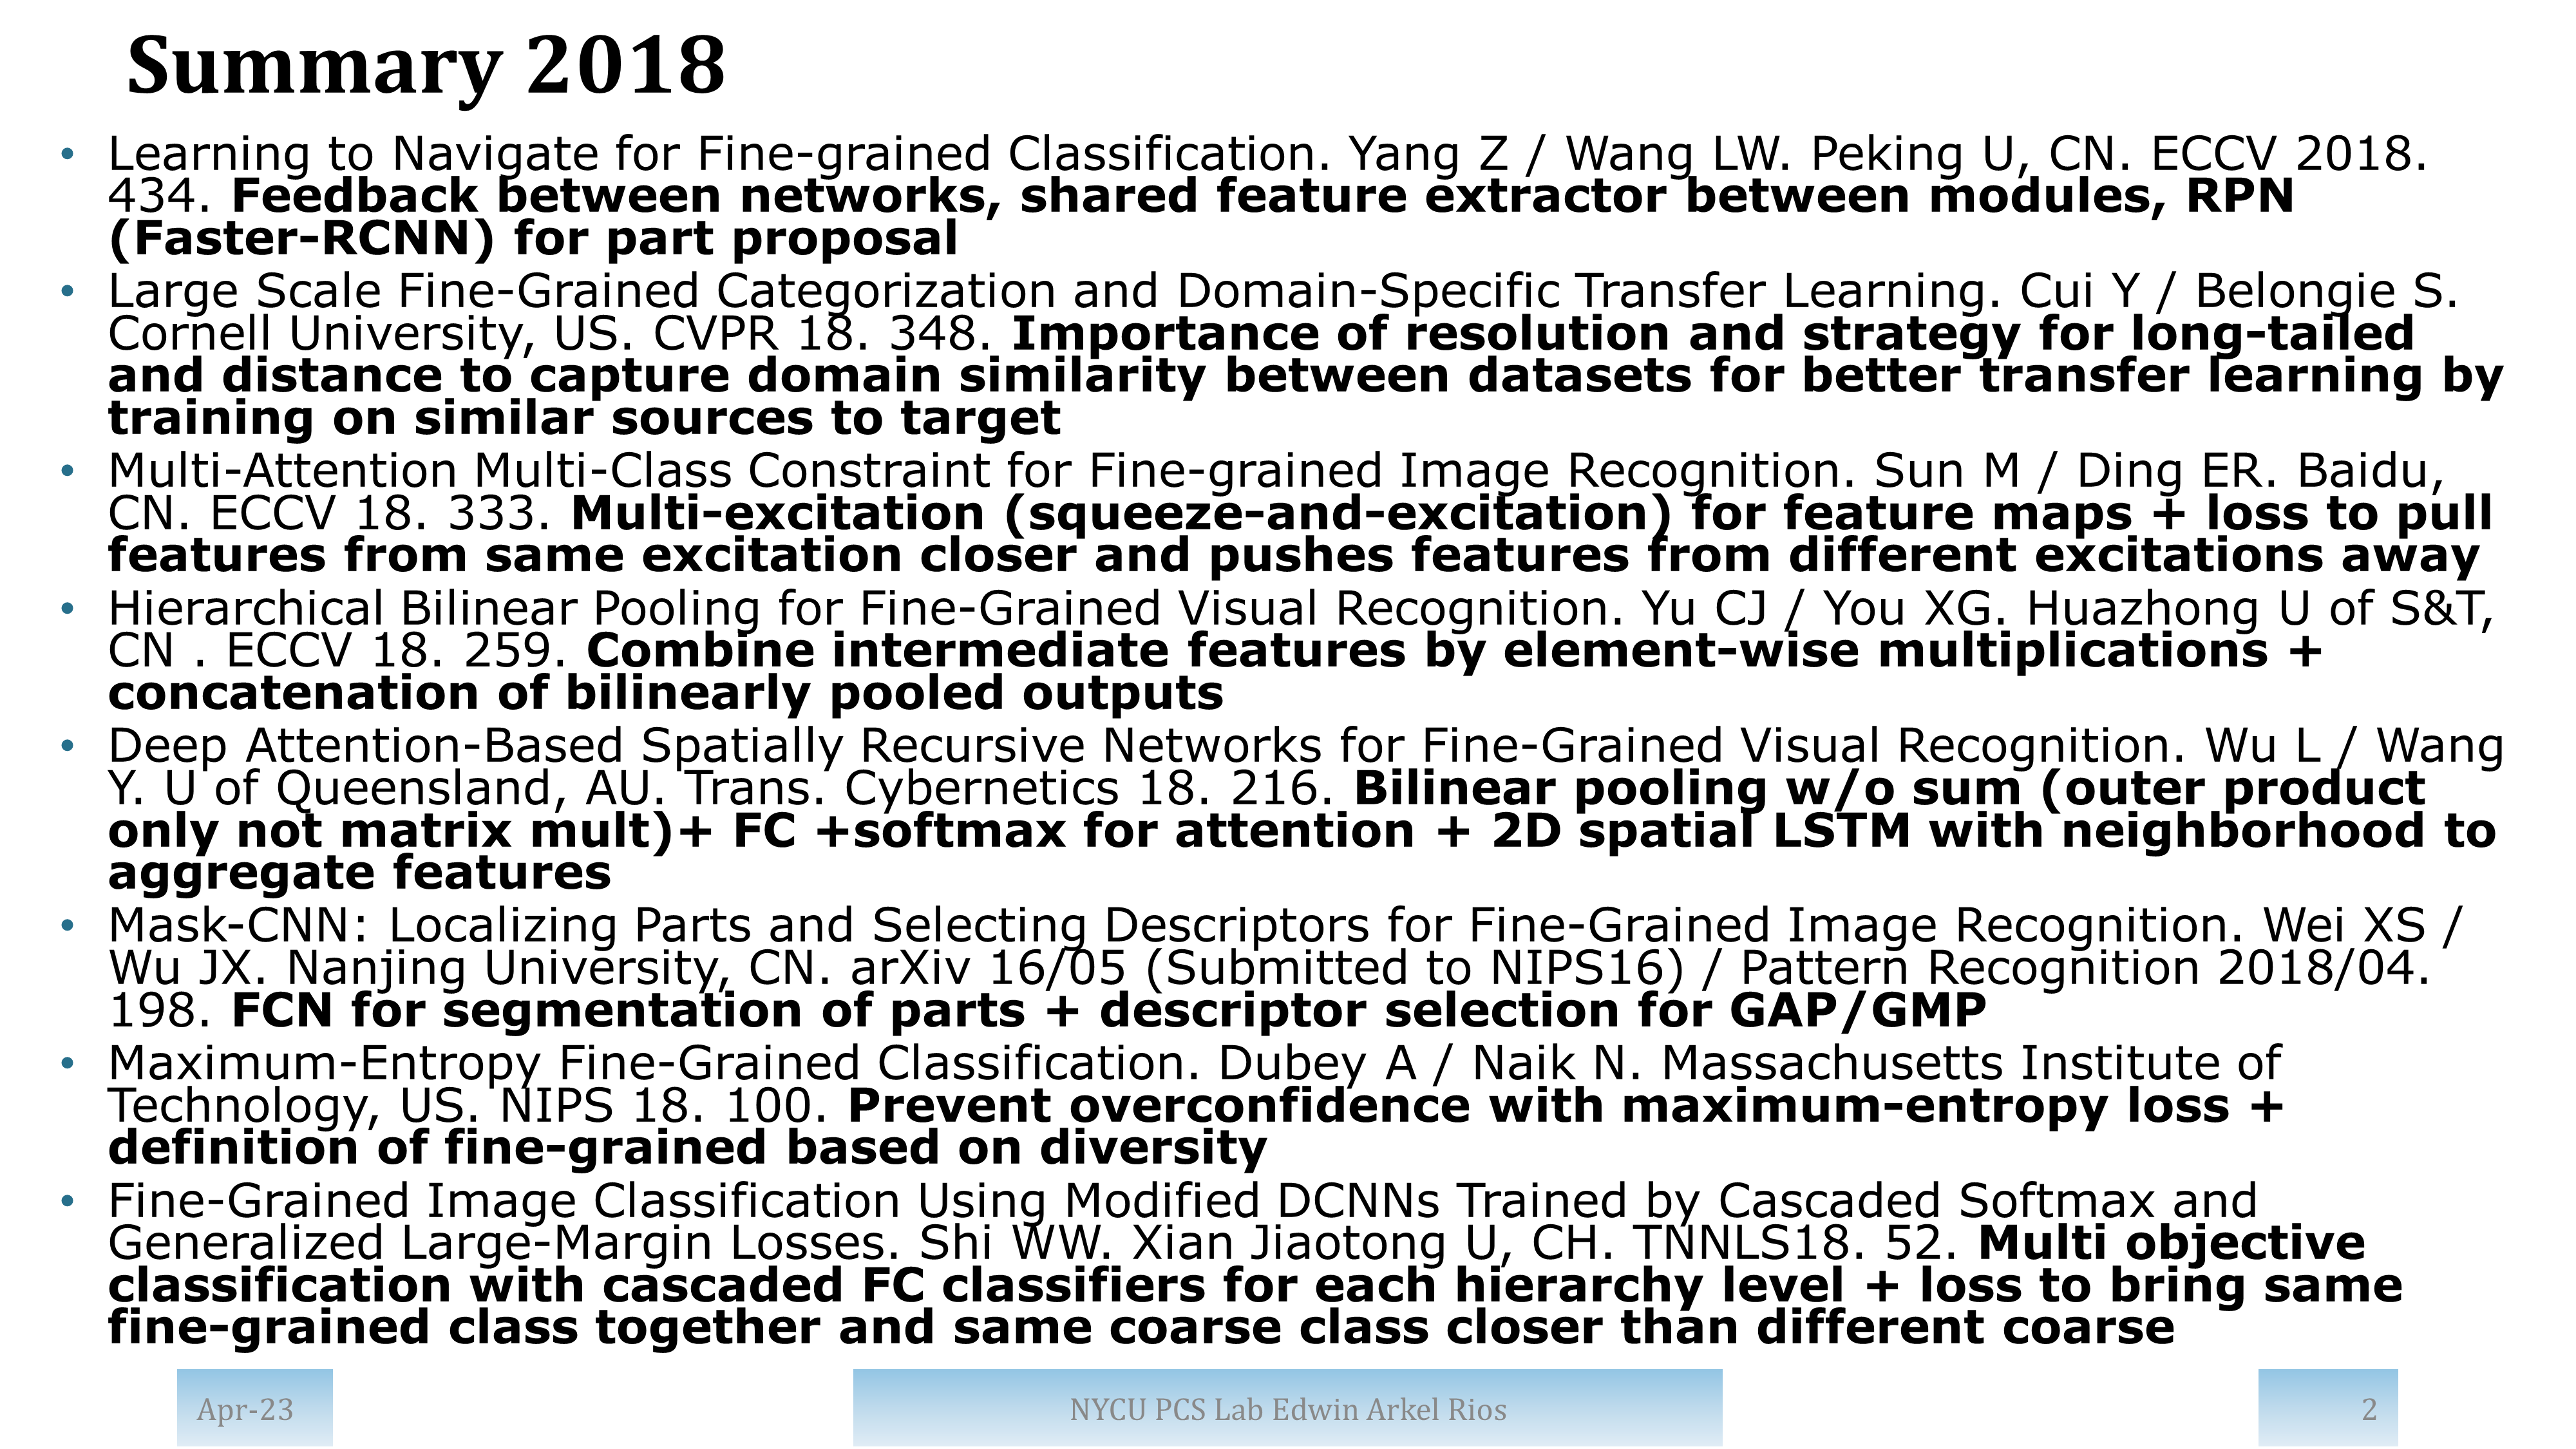 Summary 2018
• Learning to Navigate for Fine-grained Classification. Yang Z / Wang LW. Peking U, CN. ECCV 2018.
434. Feedback between networks, shared feature extractor between modules, RPN
(Faster-RCNN) for part proposal
• Large Scale Fine-Grained Categorization and Domain-Specific Transfer Learning. Cui Y / Belongie S.
Cornell University, US. CVPR 18. 348. Importance of resolution and strategy for long-tailed
and distance to capture domain similarity between datasets for better transfer learning by
training on similar sources to target
• Multi-Attention Multi-Class Constraint for Fine-grained Image Recognition. Sun M / Ding ER. Baidu,
CN. ECCV 18. 333. Multi-excitation (squeeze-and-excitation) for feature maps + loss to pull
features from same excitation closer and pushes features from different excitations away
• Hierarchical Bilinear Pooling for Fine-Grained Visual Recognition. Yu CJ / You XG. Huazhong U of S&T,
CN . ECCV 18. 259. Combine intermediate features by element-wise multiplications +
concatenation of bilinearly pooled outputs
• Deep Attention-Based Spatially Recursive Networks for Fine-Grained Visual Recognition. Wu L / Wang
Y. U of Queensland, AU. Trans. Cybernetics 18. 216. Bilinear pooling w/o sum (outer product
only not matrix mult)+ FC +softmax for attention + 2D spatial LSTM with neighborhood to
aggregate features
• Mask-CNN: Localizing Parts and Selecting Descriptors for Fine-Grained Image Recognition. Wei XS /
Wu JX. Nanjing University, CN. arXiv 16/05 (Submitted to NIPS16) / Pattern Recognition 2018/04.
198. FCN for segmentation of parts + descriptor selection for GAP/GMP
• Maximum-Entropy Fine-Grained Classification. Dubey A / Naik N. Massachusetts Institute of
Technology, US. NIPS 18. 100. Prevent overconfidence with maximum-entropy loss +
definition of fine-grained based on diversity
• Fine-Grained Image Classification Using Modified DCNNs Trained by Cascaded Softmax and
Generalized Large-Margin Losses. Shi WW. Xian Jiaotong U, CH. TNNLS18. 52. Multi objective
classification with cascaded FC classifiers for each hierarchy level + loss to bring same
fine-grained class together and same coarse class closer than different coarse
Apr-23
NYCU PCS Lab Edwin Arkel Rios
2